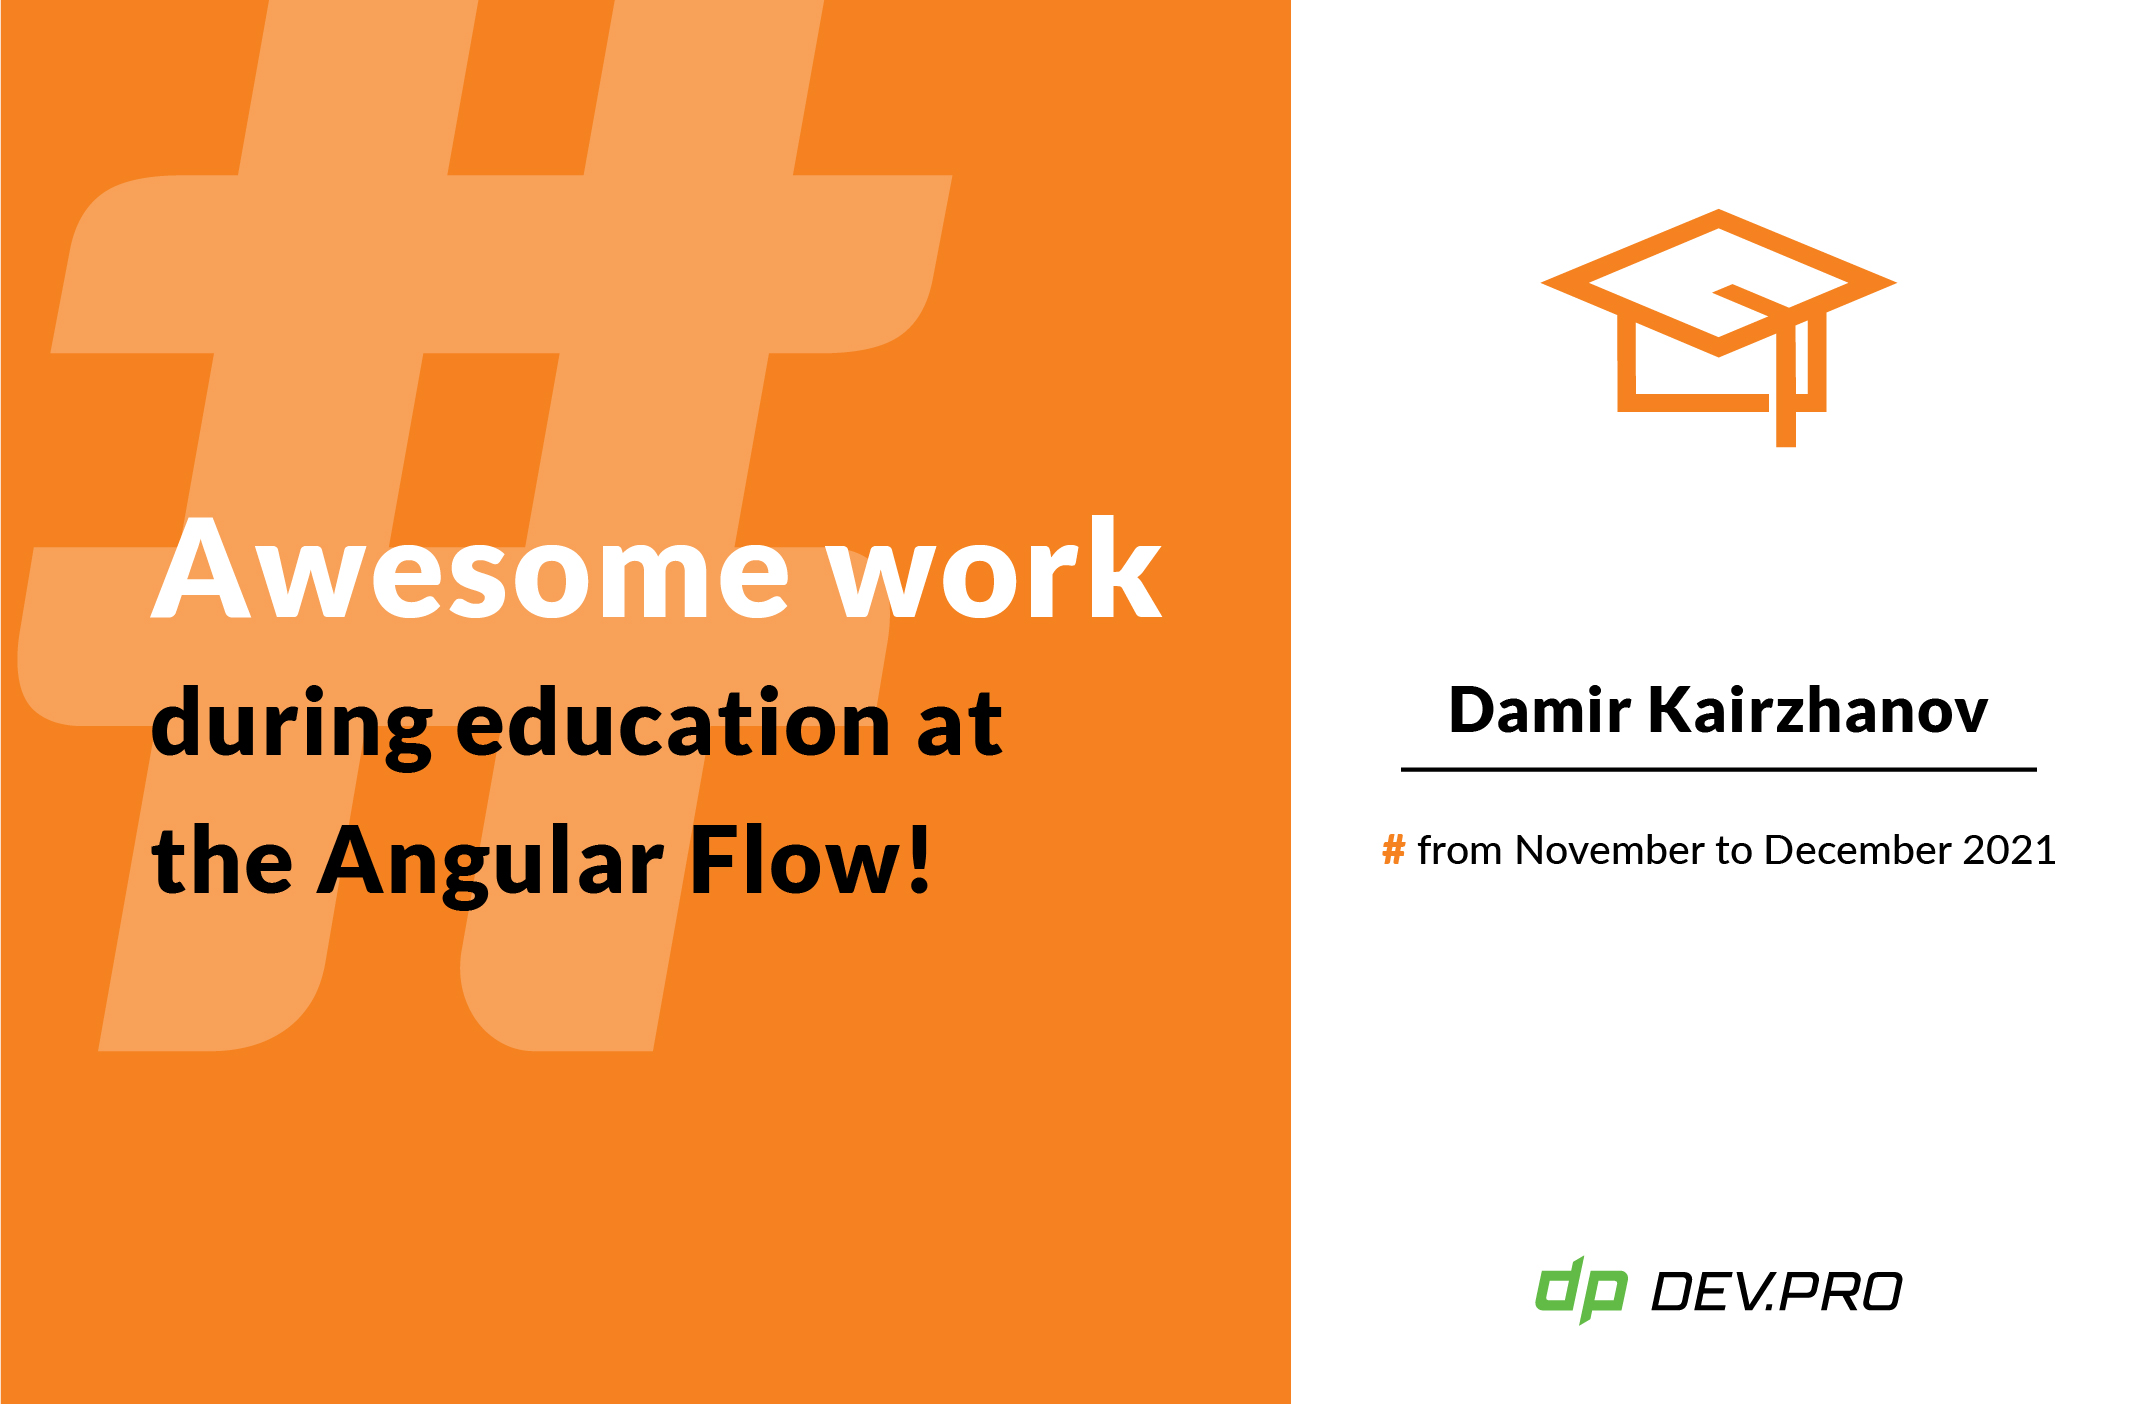 Awesome work
during education at
the Angular Flow!
Damir Kairzhanov
# from November to December 2021
dp DEV.PRO